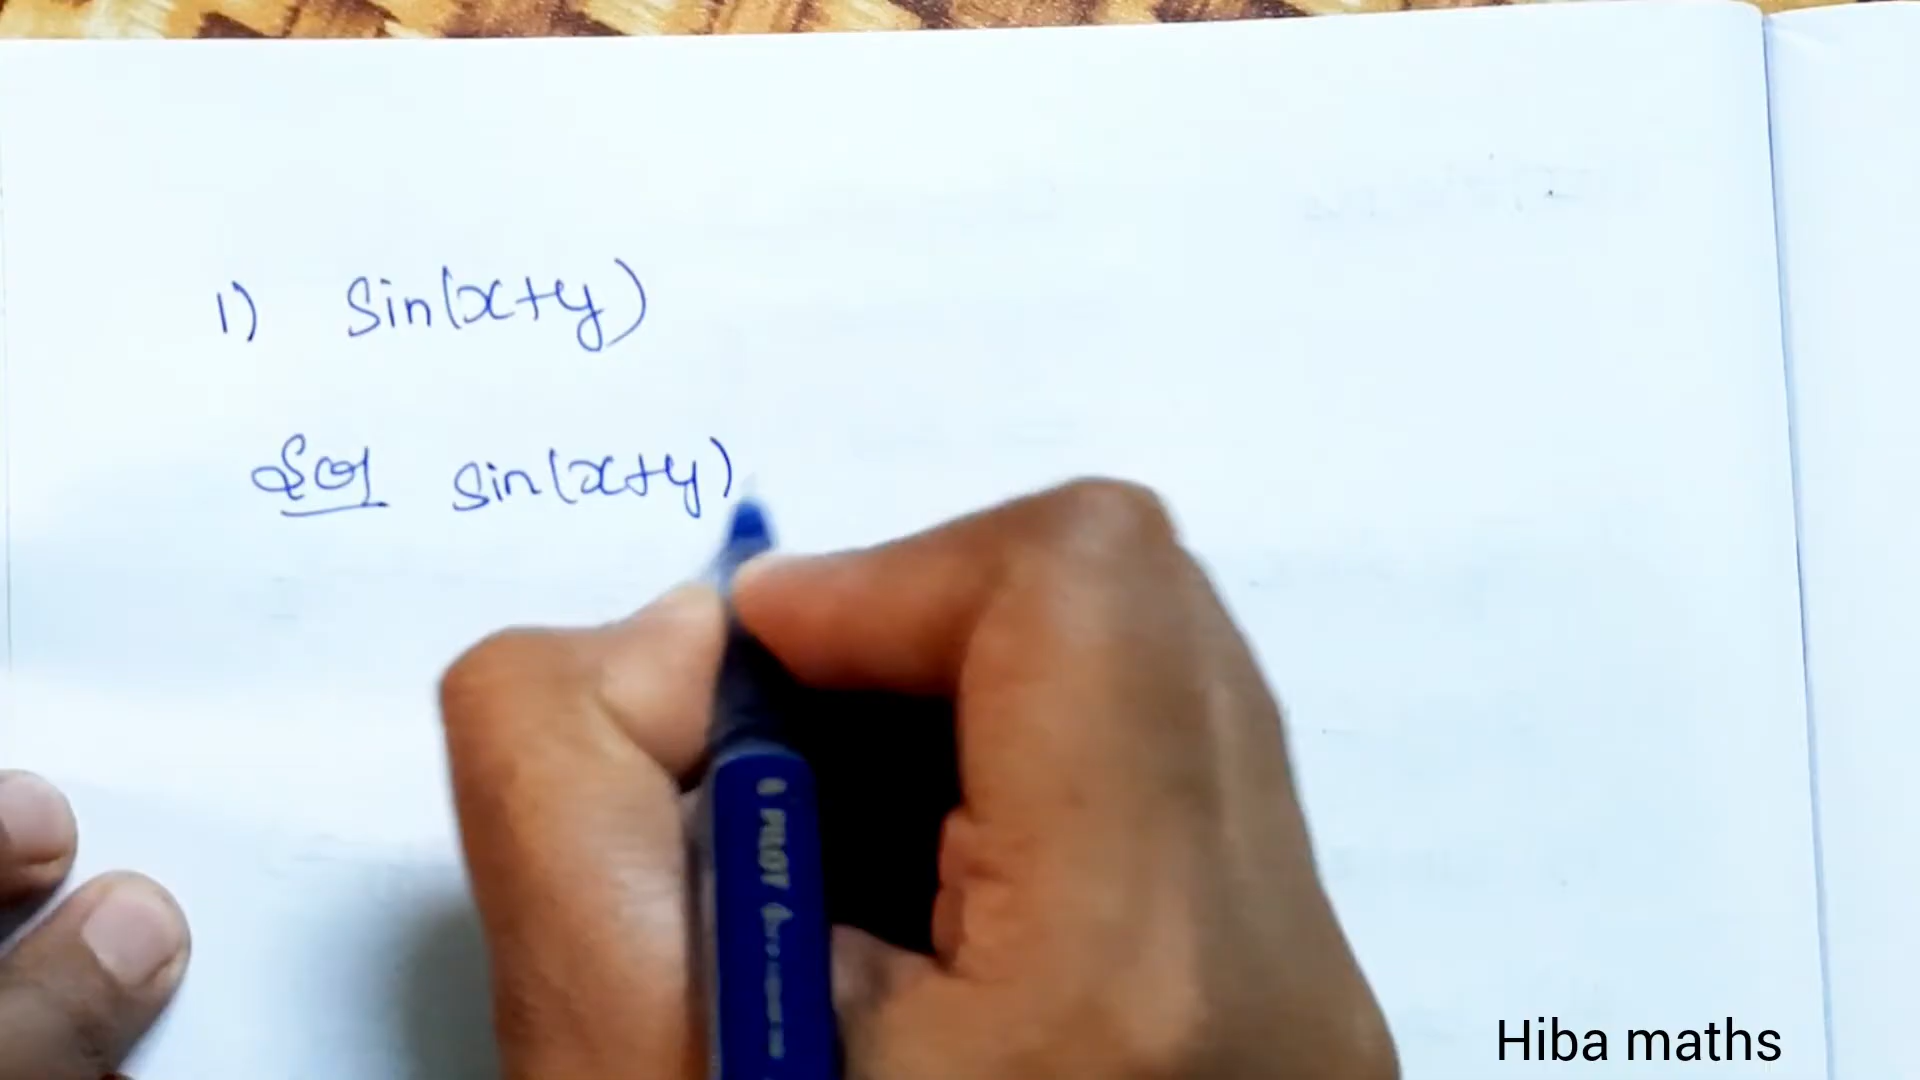 1) Sin(x+y)
Sol Sin(x+y)
PILOT
Hiba maths